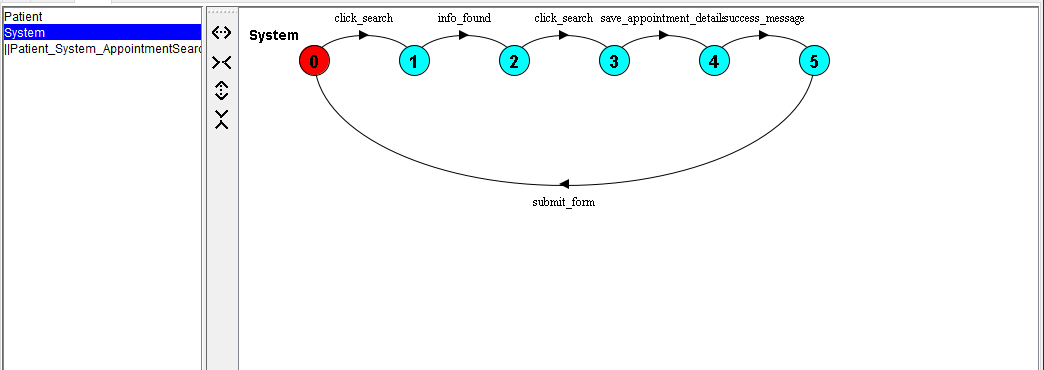 Patient
System
||Patient_System_AppointmentSearc
System
click_search info_found click_search save_appointment_details success_message
0 1 2 3 4 5
submit_form